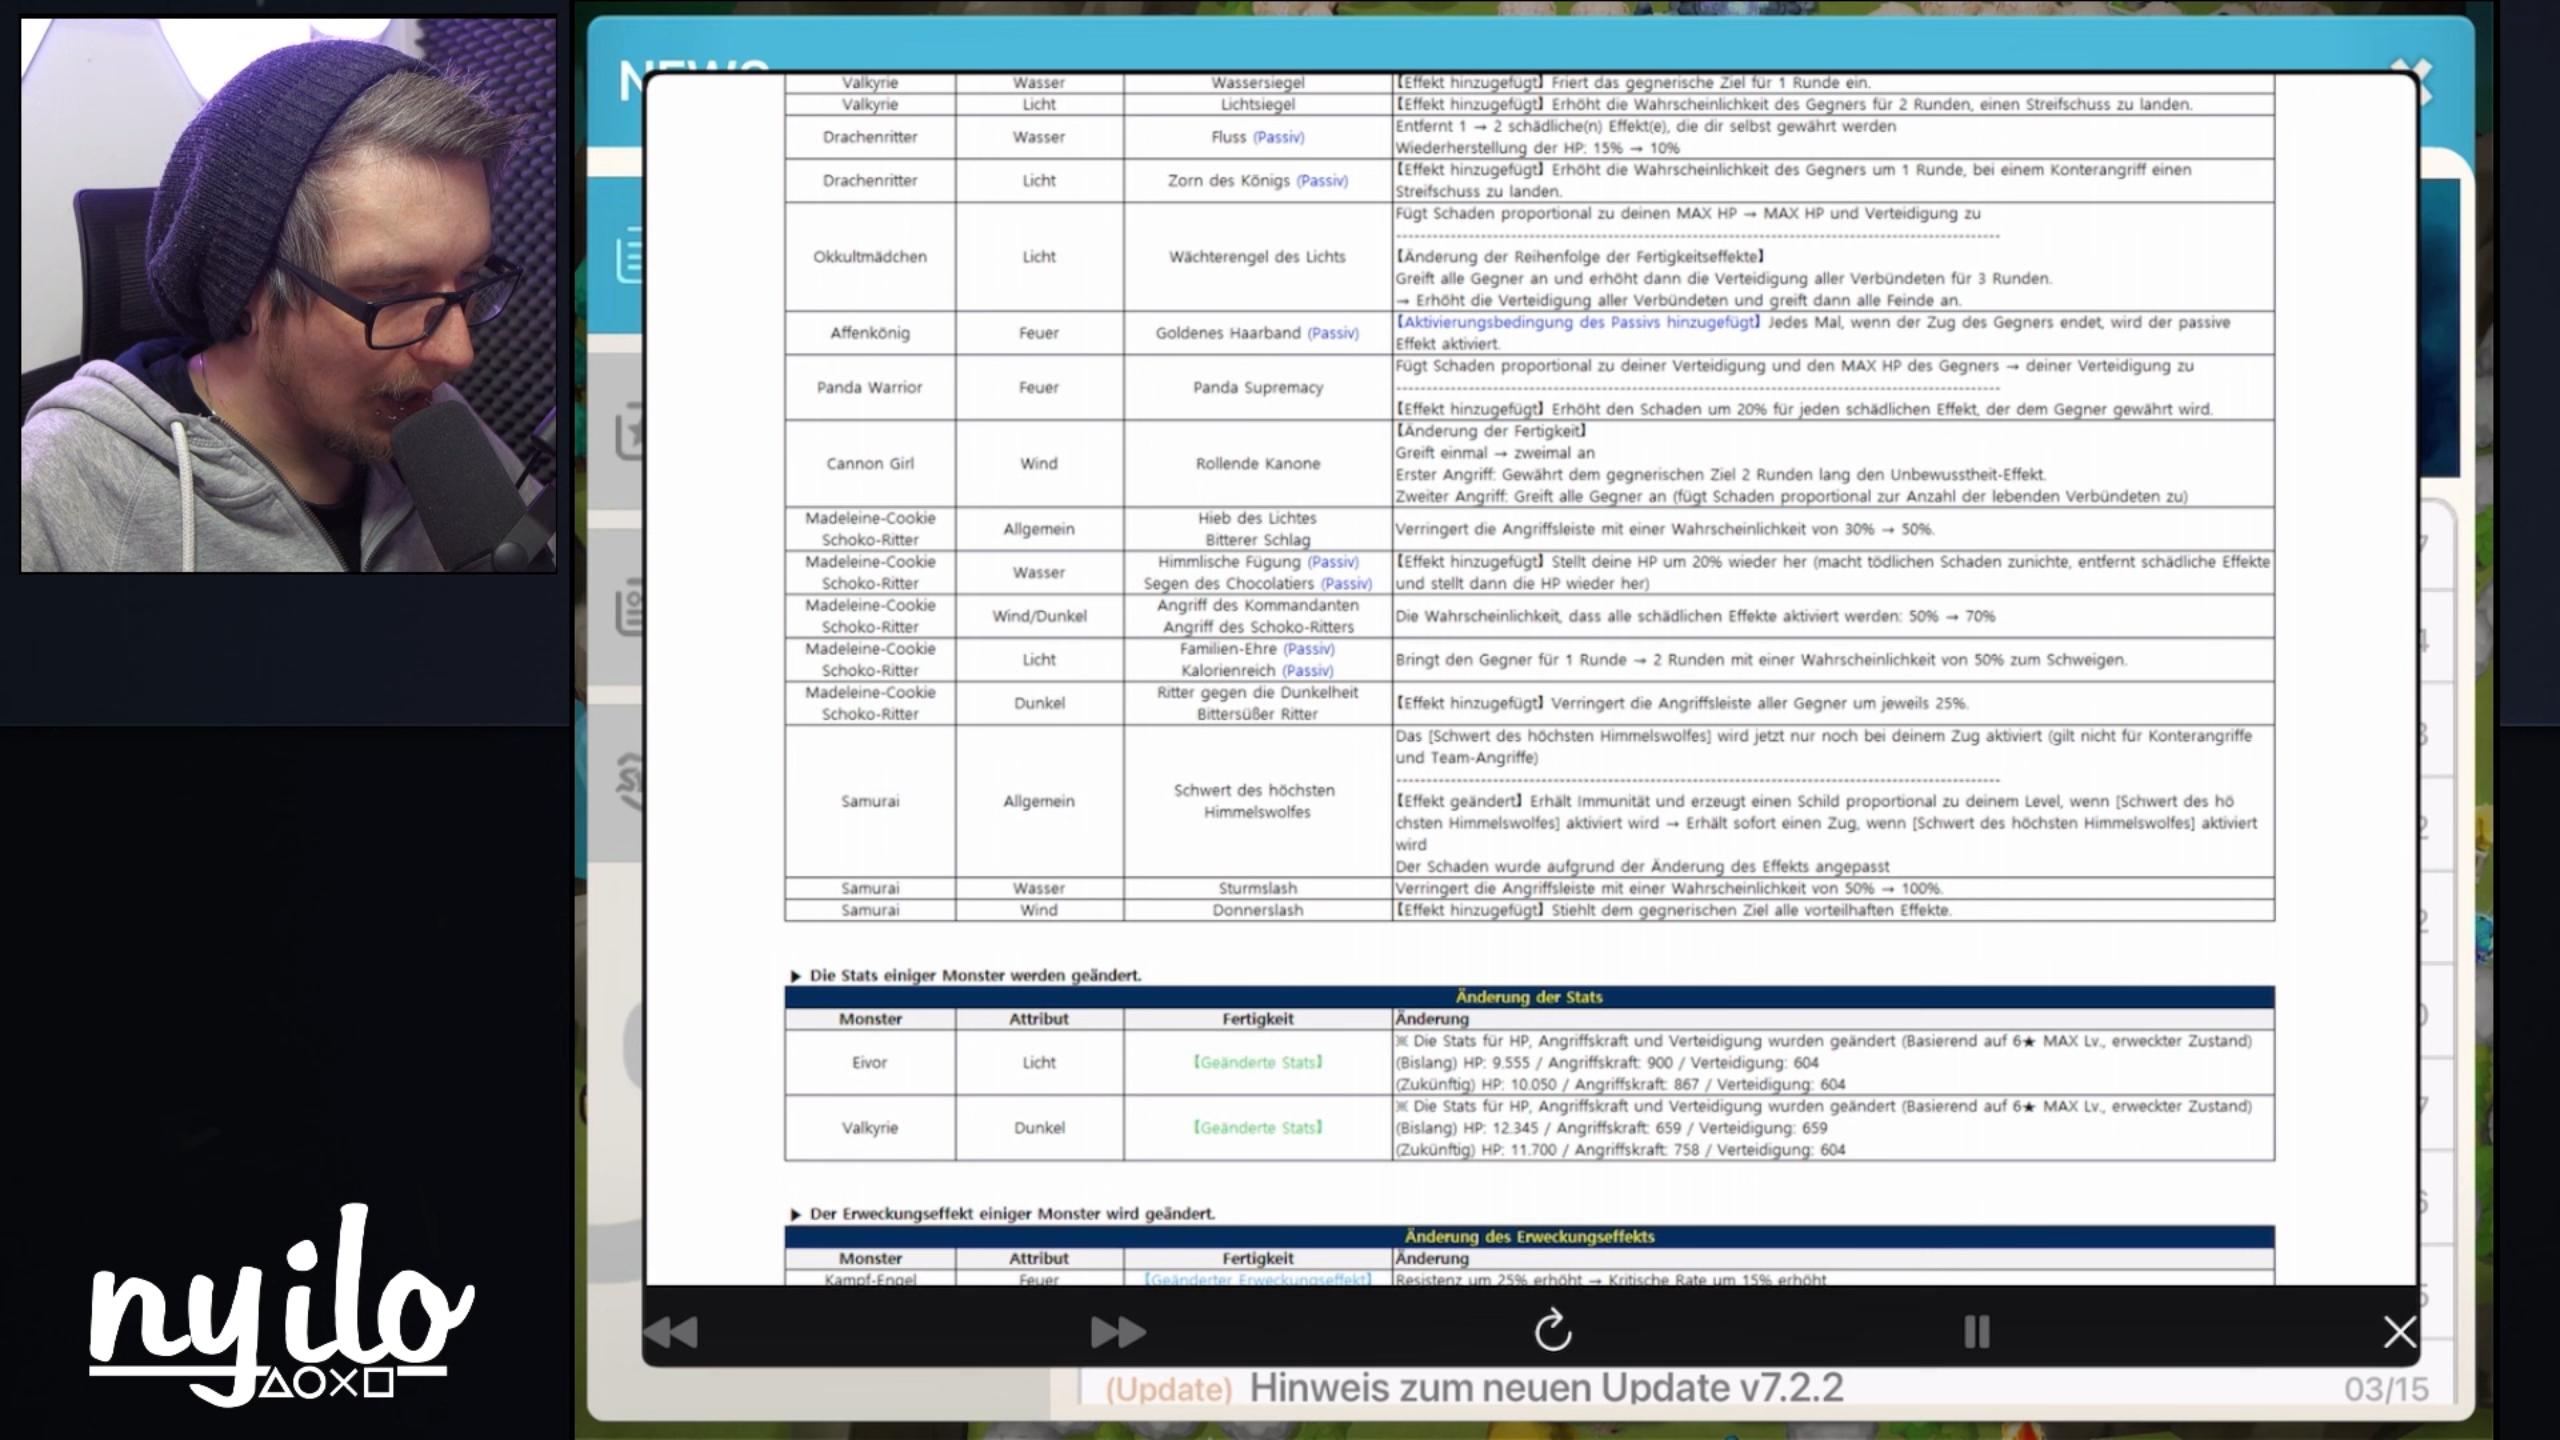 NEWS
Valkyrie Wasser Wassersiegel 【Effekt hinzugefügt】 Friert das gegnerische Ziel für 1 Runde ein.
Valkyrie Licht Lichtsiegel 【Effekt hinzugefügt】 Erhöht die Wahrscheinlichkeit des Gegners für 2 Runden, einen Streifschuss zu landen.
Drachenritter Wasser Fluss (Passiv) Entfernt 1 → 2 schädliche(n) Effekt(e), die dir selbst gewährt werden
Wiederherstellung der HP: 15% → 10%
Drachenritter Licht Zorn des Königs (Passiv) 【Effekt hinzugefügt】 Erhöht die Wahrscheinlichkeit des Gegners um 1 Runde, bei einem Konterangriff einen
Streifschuss zu landen.
Okkultmädchen Licht Wächterengel des Lichts Fügt Schaden proportional zu deinen MAX HP → MAX HP und Verteidigung zu
【Änderung der Reihenfolge der Fertigkeitseffekte】
Greift alle Gegner an und erhöht dann die Verteidigung aller Verbündeten für 3 Runden.
→ Erhöht die Verteidigung aller Verbündeten und greift dann alle Feinde an.
Affenkönig Feuer Goldenes Haarband (Passiv) 【Aktivierungsbedingung des Passivs hinzugefügt】 Jedes Mal, wenn der Zug des Gegners endet, wird der passive
Effekt aktiviert.
Panda Warrior Feuer Panda Supremacy Fügt Schaden proportional zu deiner Verteidigung und den MAX HP des Gegners → deiner Verteidigung zu
【Effekt hinzugefügt】 Erhöht den Schaden um 20% für jeden schädlichen Effekt, der dem Gegner gewährt wird.
Cannon Girl Wind Rollende Kanone 【Änderung der Fertigkeit】
Greift einmal → zweimal an
Erster Angriff: Gewährt dem gegnerischen Ziel 2 Runden lang den Unbewusstheit-Effekt.
Zweiter Angriff: Greift alle Gegner an (fügt Schaden proportional zur Anzahl der lebenden Verbündeten zu)
Madeleine-Cookie
Schoko-Ritter Allgemein Hieb des Lichtes
Bitterer Schlag Verringert die Angriffsleiste mit einer Wahrscheinlichkeit von 30% → 50%.
Madeleine-Cookie
Schoko-Ritter Wasser Himmlische Fügung (Passiv)
Segen des Chocolatiers (Passiv) 【Effekt hinzugefügt】 Stellt deine HP um 20% wieder her (macht tödlichen Schaden zunichte, entfernt schädliche Effekte
und stellt dann die HP wieder her)
Madeleine-Cookie
Schoko-Ritter Wind/Dunkel Angriff des Kommandanten
Angriff des Schoko-Ritters Die Wahrscheinlichkeit, dass alle schädlichen Effekte aktiviert werden: 50% → 70%
Madeleine-Cookie
Schoko-Ritter Licht Familien-Ehre (Passiv)
Kalorienreich (Passiv) Bringt den Gegner für 1 Runde → 2 Runden mit einer Wahrscheinlichkeit von 50% zum Schweigen.
Madeleine-Cookie
Schoko-Ritter Dunkel Ritter gegen die Dunkelheit
Bittersüßer Ritter 【Effekt hinzugefügt】 Verringert die Angriffsleiste aller Gegner um jeweils 25%.
Samurai Allgemein Schwert des höchsten
Himmelswolfes Das [Schwert des höchsten Himmelswolfes] wird jetzt nur noch bei deinem Zug aktiviert (gilt nicht für Konterangriffe
und Team-Angriffe)
【Effekt geändert】 Erhält Immunität und erzeugt einen Schild proportional zu deinem Level, wenn [Schwert des hö
chsten Himmelswolfes] aktiviert wird → Erhält sofort einen Zug, wenn [Schwert des höchsten Himmelswolfes] aktiviert
wird
Der Schaden wurde aufgrund der Änderung des Effekts angepasst
Samurai Wasser Sturmslash Verringert die Angriffsleiste mit einer Wahrscheinlichkeit von 50% → 100%.
Samurai Wind Donnerslash 【Effekt hinzugefügt】 Stiehlt dem gegnerischen Ziel alle vorteilhaften Effekte.
▶ Die Stats einiger Monster werden geändert.
Änderung der Stats
Monster Attribut Fertigkeit Änderung
Eivor Licht 【Geänderte Stats】 ※ Die Stats für HP, Angriffskraft und Verteidigung wurden geändert (Basierend auf 6★ MAX Lv., erweckter Zustand)
(Bislang) HP: 9.555 / Angriffskraft: 900 / Verteidigung: 604
(Zukünftig) HP: 10.050 / Angriffskraft: 867 / Verteidigung: 604
Valkyrie Dunkel 【Geänderte Stats】 ※ Die Stats für HP, Angriffskraft und Verteidigung wurden geändert (Basierend auf 6★ MAX Lv., erweckter Zustand)
(Bislang) HP: 12.345 / Angriffskraft: 659 / Verteidigung: 659
(Zukünftig) HP: 11.700 / Angriffskraft: 758 / Verteidigung: 604
▶ Der Erweckungseffekt einiger Monster wird geändert.
Änderung des Erweckungseffekts
Monster Attribut Fertigkeit Änderung
Kampf-Engel Feuer 【Geänderter Erweckungseffekt】 Resistenz um 25% erhöht → Kritische Rate um 15% erhöht
(Update) Hinweis zum neuen Update v7.2.2 03/15
nyilo